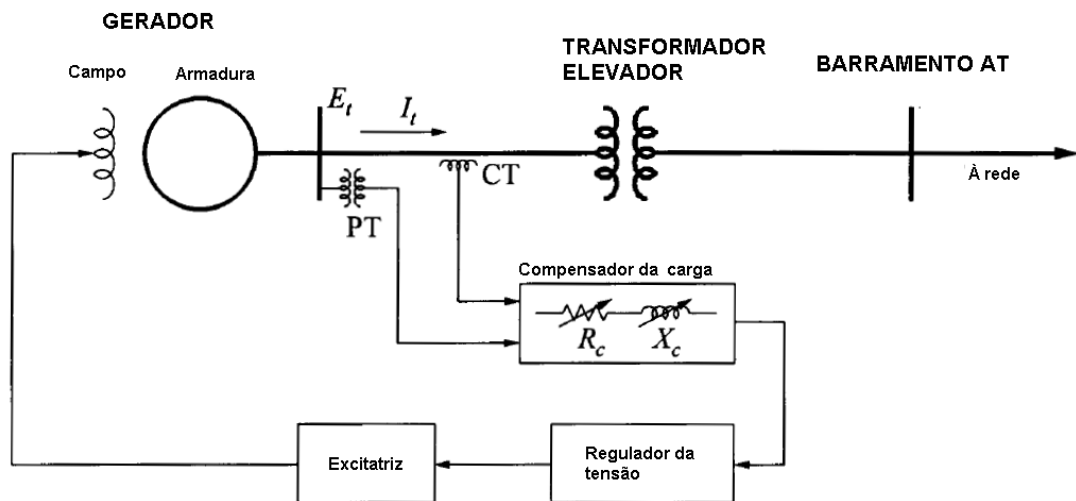 GERADOR
Campo
Armadura
E_t
I_t
CT
PT
TRANSFORMADOR
ELEVADOR
BARRAMENTO AT
À rede
Compensador da carga
R_c
X_c
Excitatriz
Regulador da
tensão